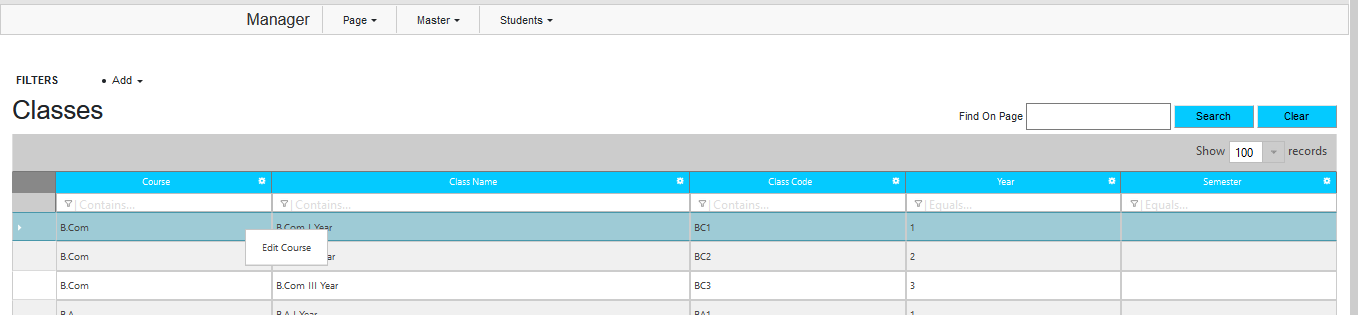 Manager Page Master Students
FILTERS • Add
Classes
Find On Page Search Clear
Show 100 records
Course Class Name Class Code Year Semester
Contains... Contains... Contains... Equals... Equals...
B.Com B.Com I Year BC1 1
Edit Course
B.Com BC2 2
B.Com B.Com III Year BC3 3
B.A B.A I Year BA1 1